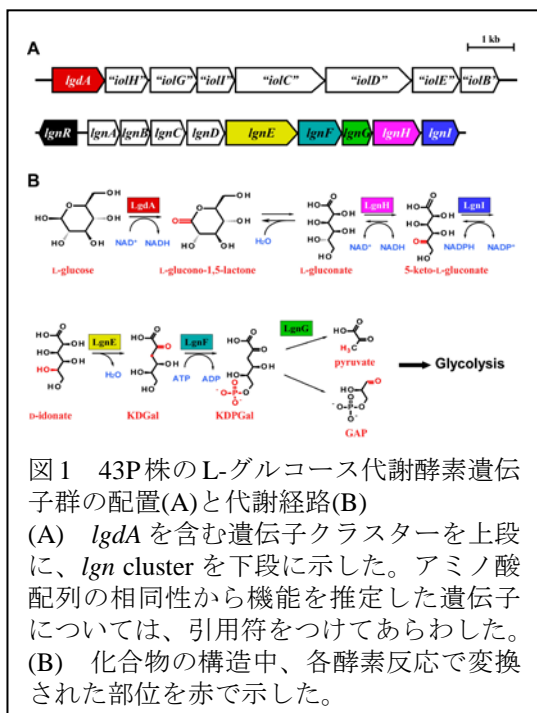 A
1 kb
lgdA "iolH" "iolG" "iolI" "iolC" "iolD" "iolE" "iolB'
lgnR lgnA lgnB lgnC lgnD lgnE lgnF lgnG lgnH lgnI
B
LgdA LgnH LgnI
NAD⁺ NADH H₂O NAD⁺ NADH NADPH NADP⁺
L-glucose L-glucono-1,5-lactone L-gluconate 5-keto-L-gluconate
LgnE LgnF LgnG
H₂O ATP ADP
pyruvate
Glycolysis
D-idonate KDGal KDPGal
GAP
図1 43P株のL-グルコース代謝酵素遺伝
子群の配置(A)と代謝経路(B)
(A) lgdAを含む遺伝子クラスターを上段
に、lgn clusterを下段に示した。アミノ酸
配列の相同性から機能を推定した遺伝子
については、引用符をつけてあらわした。
(B) 化合物の構造中、各酵素反応で変換
された部位を赤で示した。